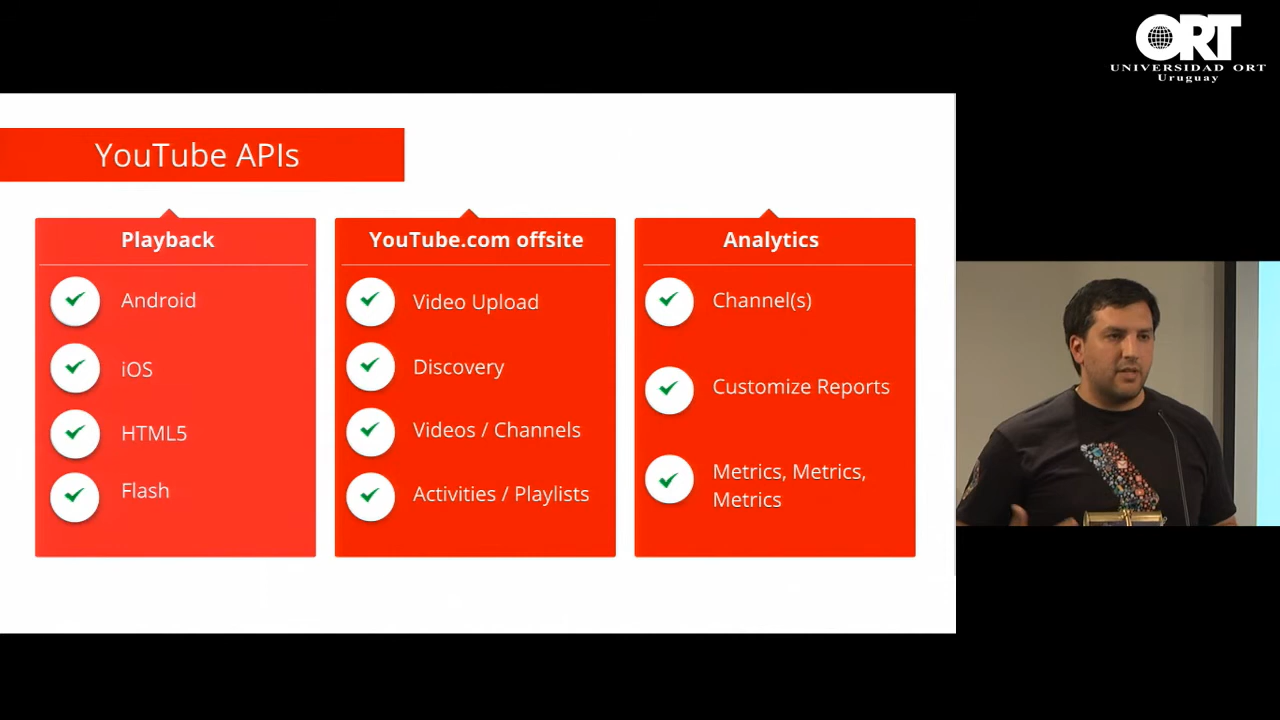 ORT
UNIVERSIDAD ORT
Uruguay
YouTube APIs
Playback
Android
iOS
HTML5
Flash
YouTube.com offsite
Video Upload
Discovery
Videos / Channels
Activities / Playlists
Analytics
Channel(s)
Customize Reports
Metrics, Metrics,
Metrics